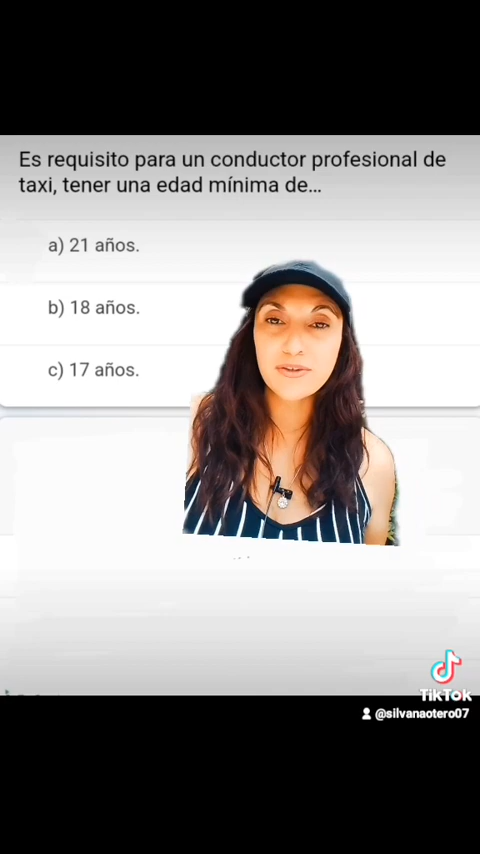 Es requisito para un conductor profesional de
taxi, tener una edad mínima de...
a) 21 años.
b) 18 años.
c) 17 años.
TikTok
@silvanaotero07